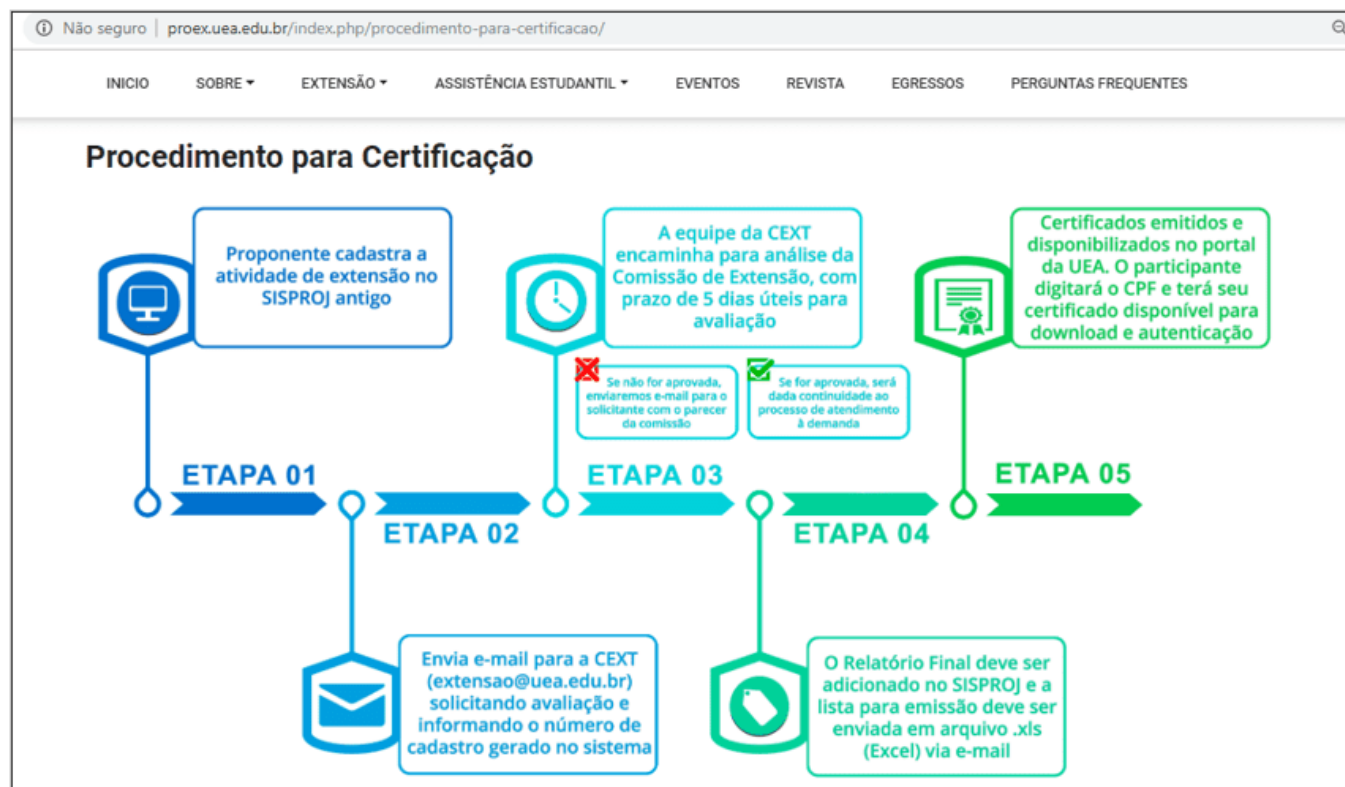 Não seguro | proex.uea.edu.br/index.php/procedimento-para-certificacao/
INICIO SOBRE EXTENSÃO ASSISTÊNCIA ESTUDANTIL EVENTOS REVISTA EGRESSOS PERGUNTAS FREQUENTES
Procedimento para Certificação
Proponente cadastra a
atividade de extensão no
SISPROJ antigo
ETAPA 01
Envia e-mail para a CEXT
(extensao@uea.edu.br)
solicitando avaliação e
informando o número de
cadastro gerado no sistema
ETAPA 02
A equipe da CEXT
encaminha para análise da
Comissão de Extensão, com
prazo de 5 dias úteis para
avaliação
Se não for aprovada,
enviaremos e-mail para o
solicitante com o parecer
da comissão
Se for aprovada, será
dada continuidade ao
processo de atendimento
à demanda
ETAPA 03
ETAPA 04
O Relatório Final deve ser
adicionado no SISPROJ e a
lista para emissão deve ser
enviada em arquivo .xls
(Excel) via e-mail
Certificados emitidos e
disponibilizados no portal
da UEA. O participante
digitará o CPF e terá seu
certificado disponível para
download e autenticação
ETAPA 05